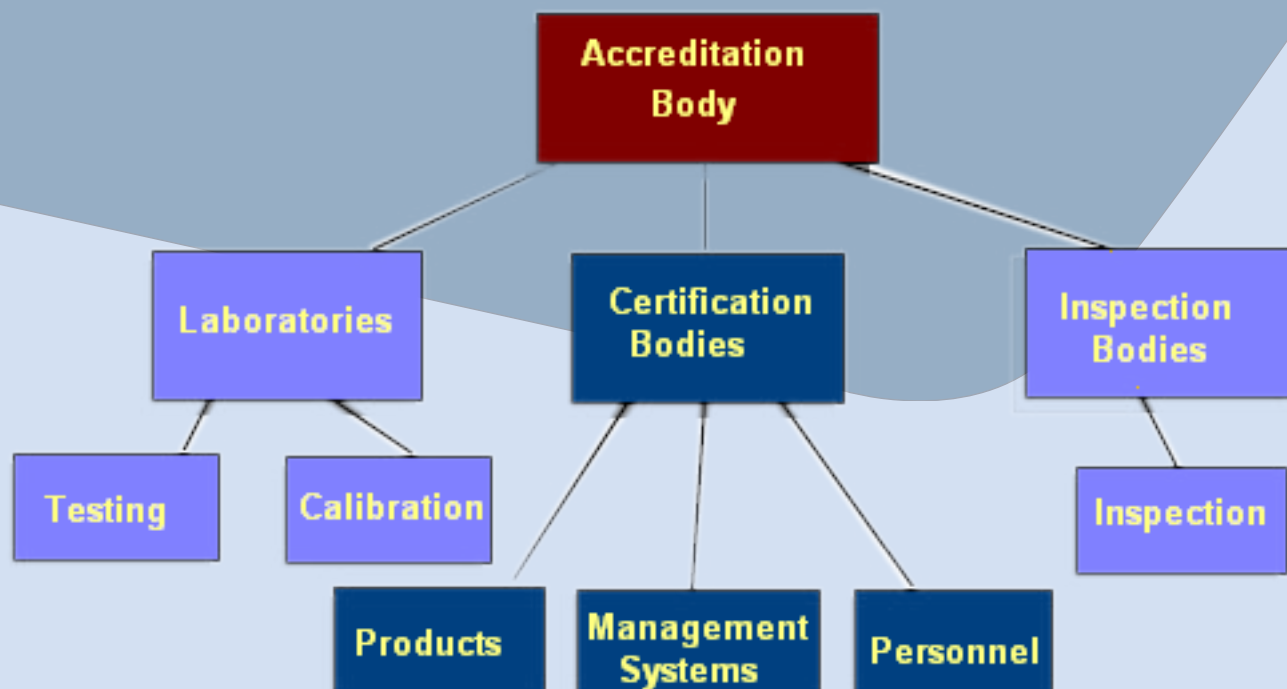 Accreditation
Body
Laboratories
Certification
Bodies
Inspection
Bodies
Testing
Calibration
Inspection
Products
Management
Systems
Personnel